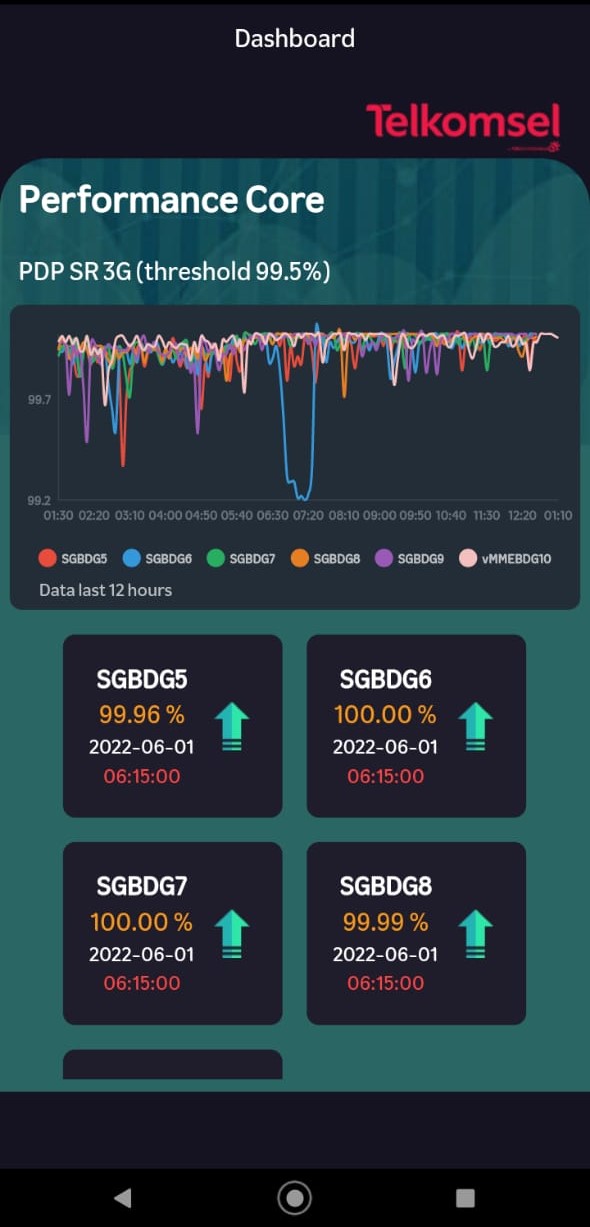 Dashboard
Telkomsel
Performance Core
PDP SR 3G (threshold 99.5%)
99.7
99.2
01:30 02:20 03:10 04:00 04:50 05:40 06:30 07:20 08:10 09:00 09:50 10:40 11:30 12:20 01:10
SGBDG5 SGBDG6 SGBDG7 SGBDG8 SGBDG9 vMMEBDG10
Data last 12 hours
SGBDG5
99.96 %
2022-06-01
06:15:00
SGBDG6
100.00 %
2022-06-01
06:15:00
SGBDG7
100.00 %
2022-06-01
06:15:00
SGBDG8
99.99 %
2022-06-01
06:15:00